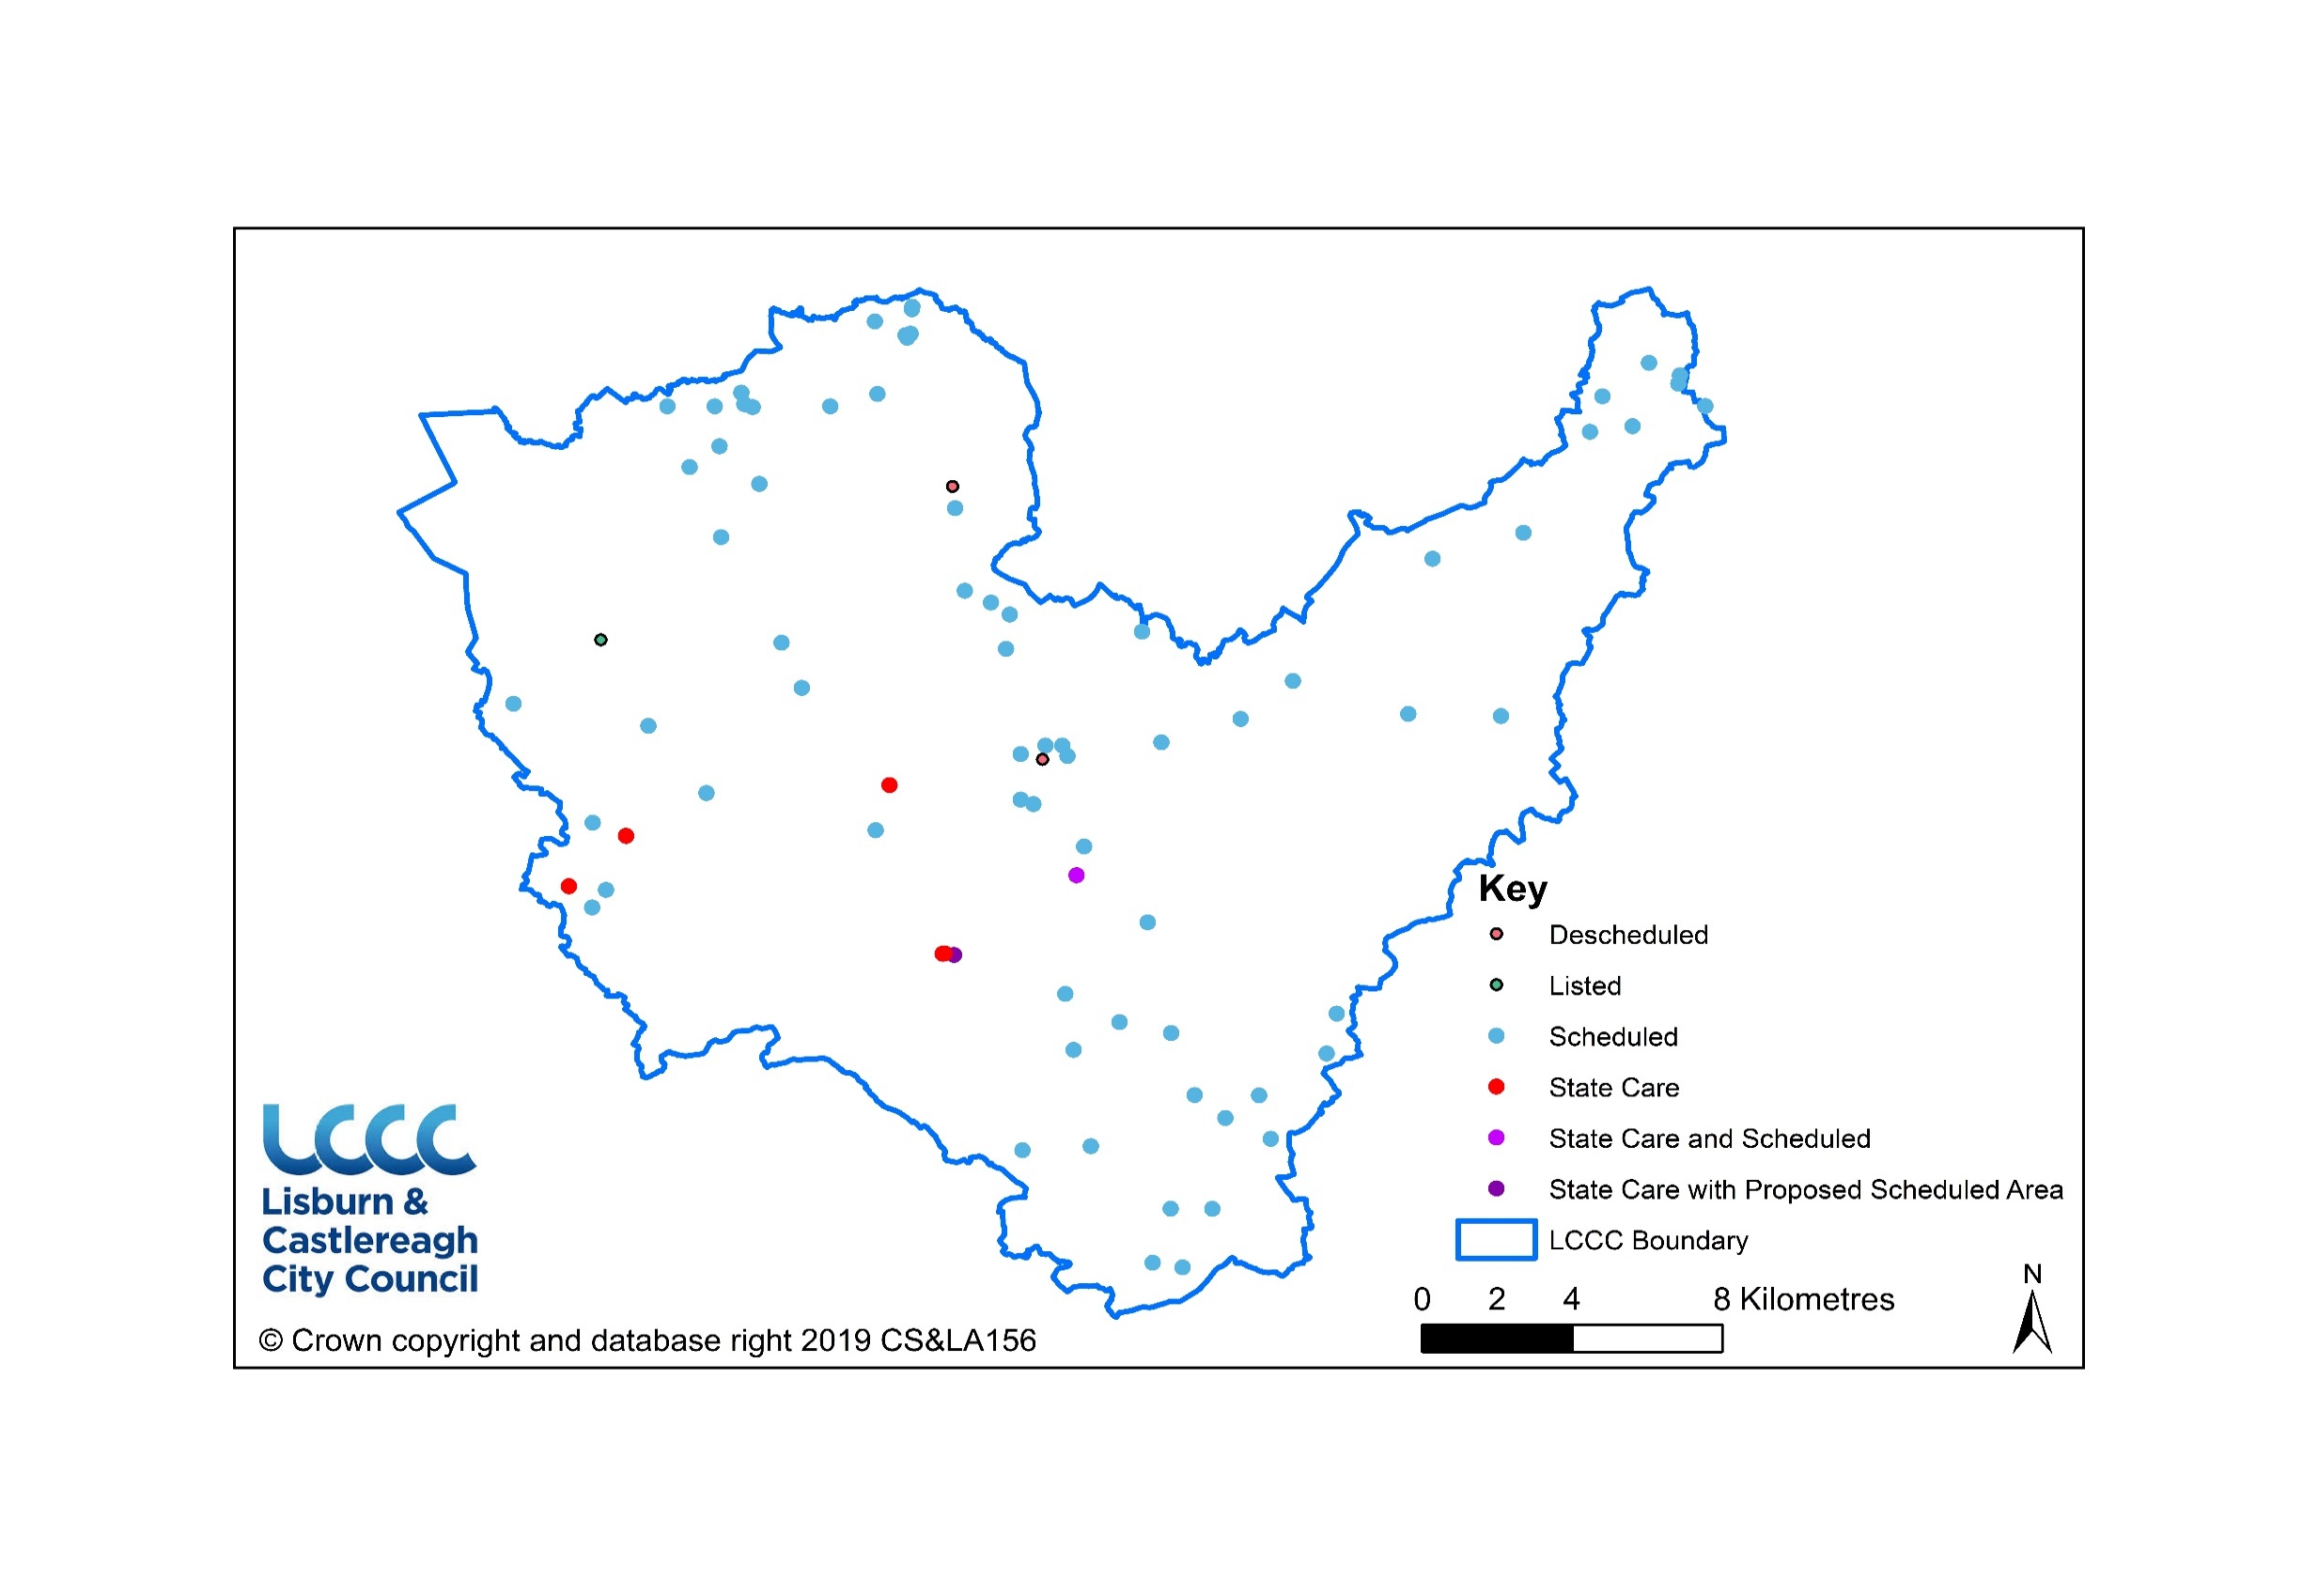 Key
Descheduled
Listed
Scheduled
State Care
State Care and Scheduled
State Care with Proposed Scheduled Area
LCCC Boundary
0 2 4 8 Kilometres
N
LCCC
Lisburn &
Castlereagh
City Council
© Crown copyright and database right 2019 CS&LA156